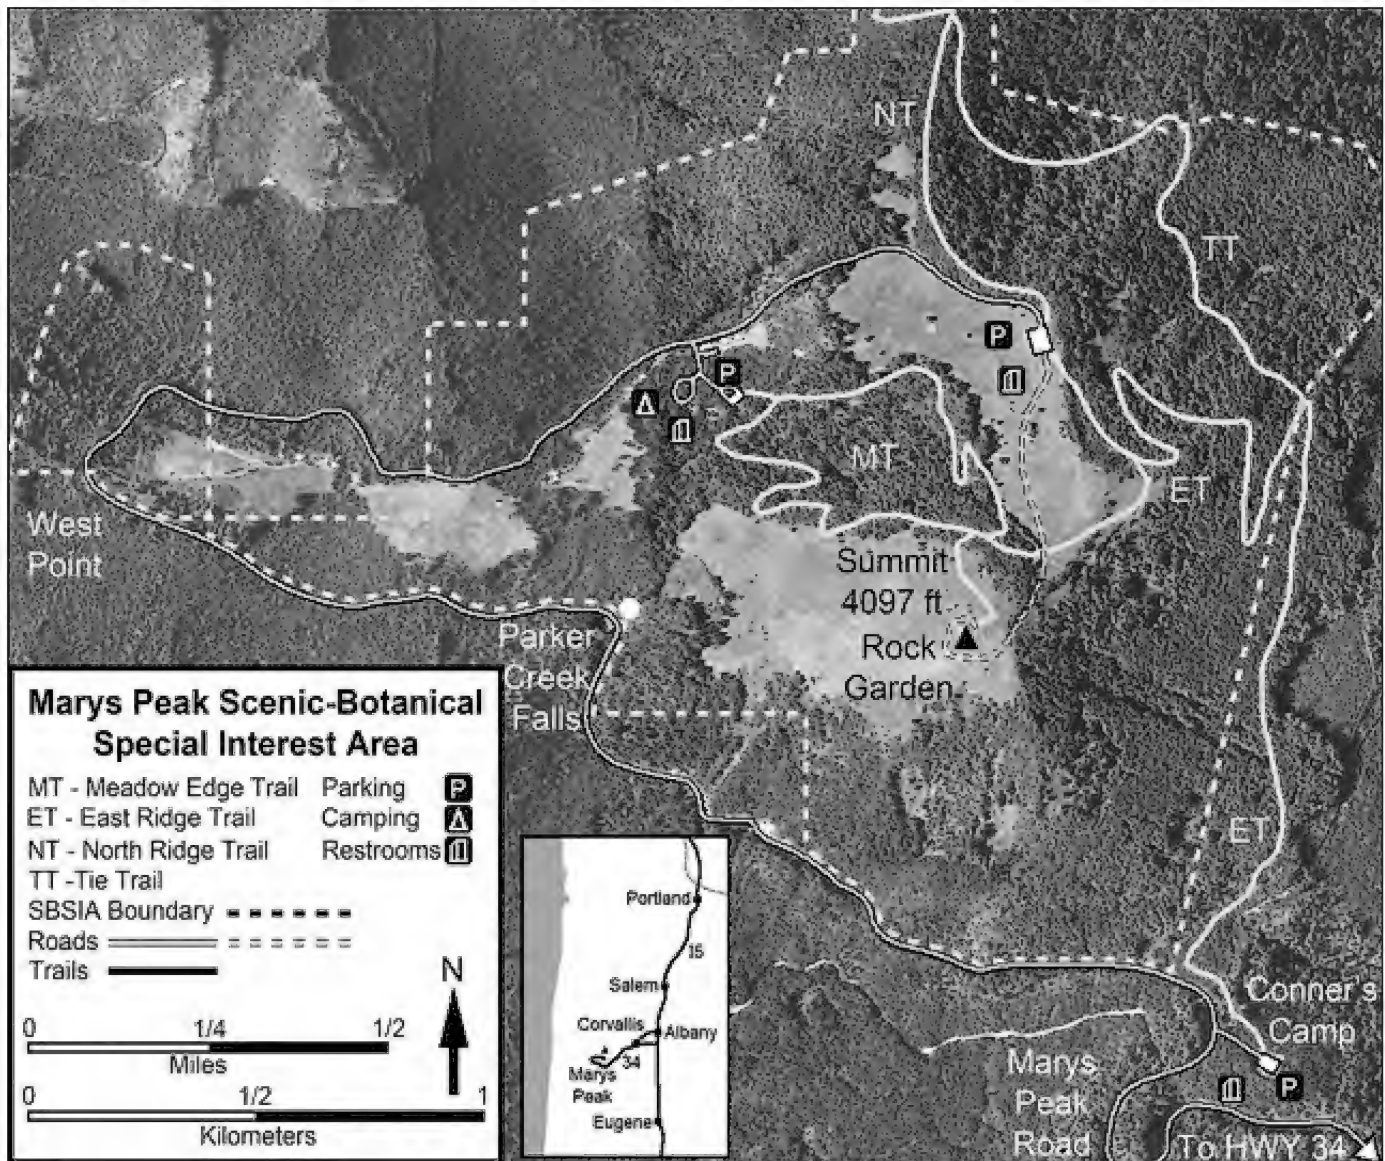 NT
TT
MT
ET
West
Point
Summit
4097 ft
Rock
Garden
Parker
Creek
Falls
ET
Conner's
Camp
Marys
Peak
Road
To HWY 34
P
P
P
Marys Peak Scenic-Botanical
Special Interest Area
MT - Meadow Edge Trail Parking P
ET - East Ridge Trail Camping
NT - North Ridge Trail Restrooms
TT -Tie Trail
SBSIA Boundary
Roads
Trails
N
0 1/4 1/2
Miles
0 1/2 1
Kilometers
Portland
I5
Salem
Corvallis
Albany
34
Marys
Peak
Eugene